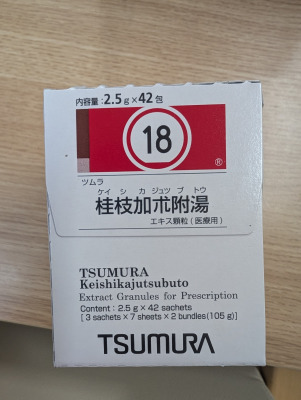 内容量:2.5g×42包
18
®
ツムラ
ケイ シ カ ジュツ ブ トウ
桂枝加朮附湯
エキス顆粒(医療用)
TSUMURA
Keishikajutsubuto
Extract Granules for Prescription
Content : 2.5 g × 42 sachets
[ 3 sachets × 7 sheets × 2 bundles(105 g)]
TSUMURA